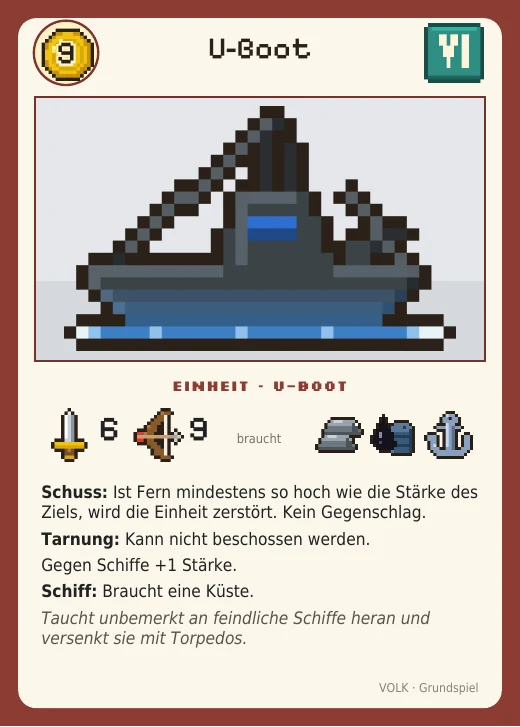 9
U-Boot
VI
EINHEIT · U-BOOT
6 9 braucht
Schuss: Ist Fern mindestens so hoch wie die Stärke des
Ziels, wird die Einheit zerstört. Kein Gegenschlag.
Tarnung: Kann nicht beschossen werden.
Gegen Schiffe +1 Stärke.
Schiff: Braucht eine Küste.
Taucht unbemerkt an feindliche Schiffe heran und
versenkt sie mit Torpedos.
VOLK · Grundspiel